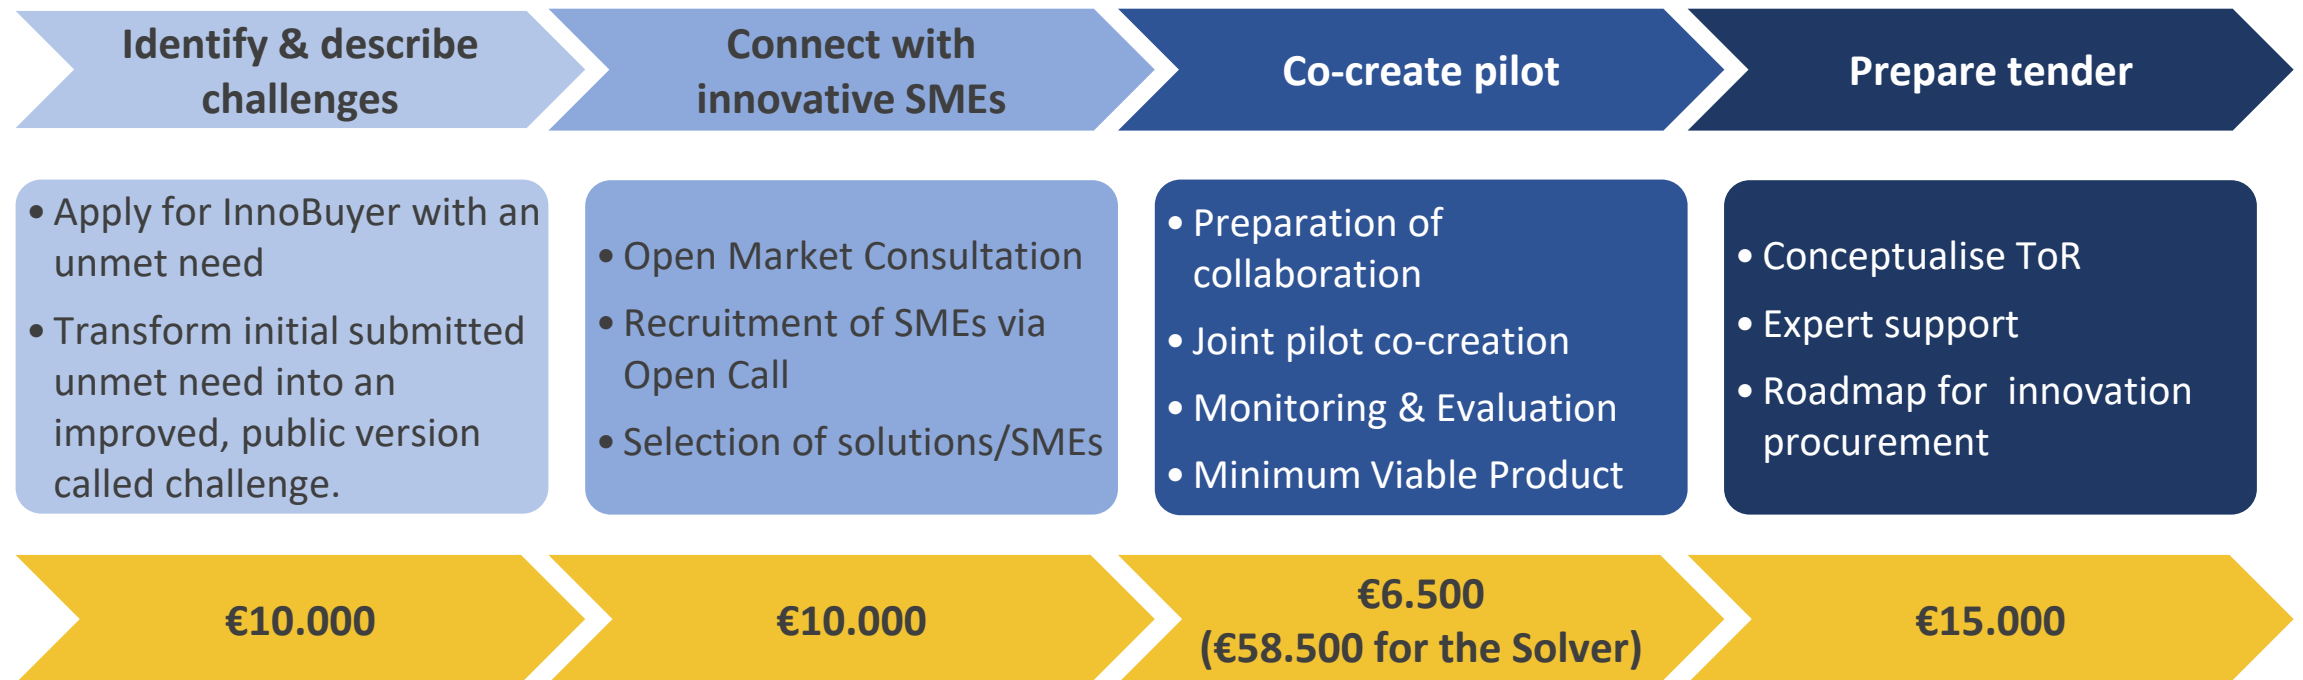 Identify & describe
challenges
Connect with
innovative SMEs
Co-create pilot
Prepare tender
• Apply for InnoBuyer with an
unmet need
• Transform initial submitted
unmet need into an
improved, public version
called challenge.
• Open Market Consultation
• Recruitment of SMEs via
Open Call
• Selection of solutions/SMEs
• Preparation of
collaboration
• Joint pilot co-creation
• Monitoring & Evaluation
• Minimum Viable Product
• Conceptualise ToR
• Expert support
• Roadmap for  innovation
procurement
€10.000
€10.000
€6.500
(€58.500 for the Solver)
€15.000